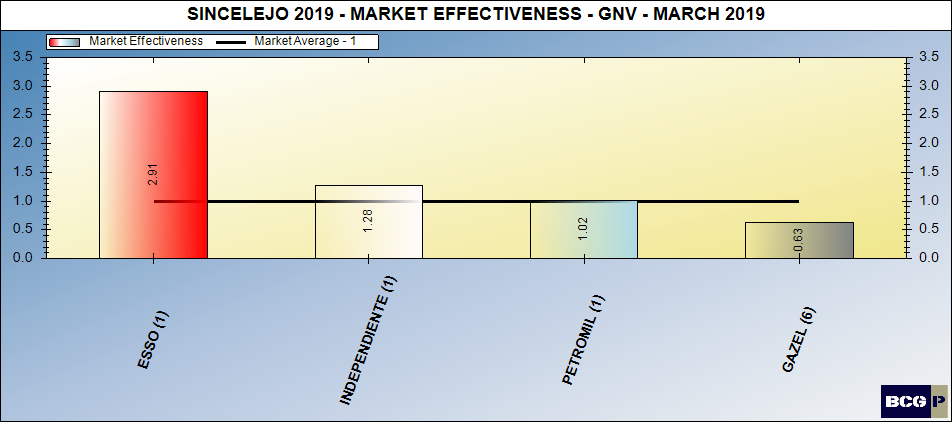 SINCELEJO 2019 - MARKET EFFECTIVENESS - GNV - MARCH 2019
Market Effectiveness Market Average - 1
3.5 3.5
3.0 3.0
2.5 2.5
2.0 2.0
1.5 1.5
1.0 1.0
0.5 0.5
0.0 0.0
2.91
1.28
1.02
0.63
ESSO (1)
INDEPENDIENTE (1)
PETROMIL (1)
GAZEL (6)
BCG P